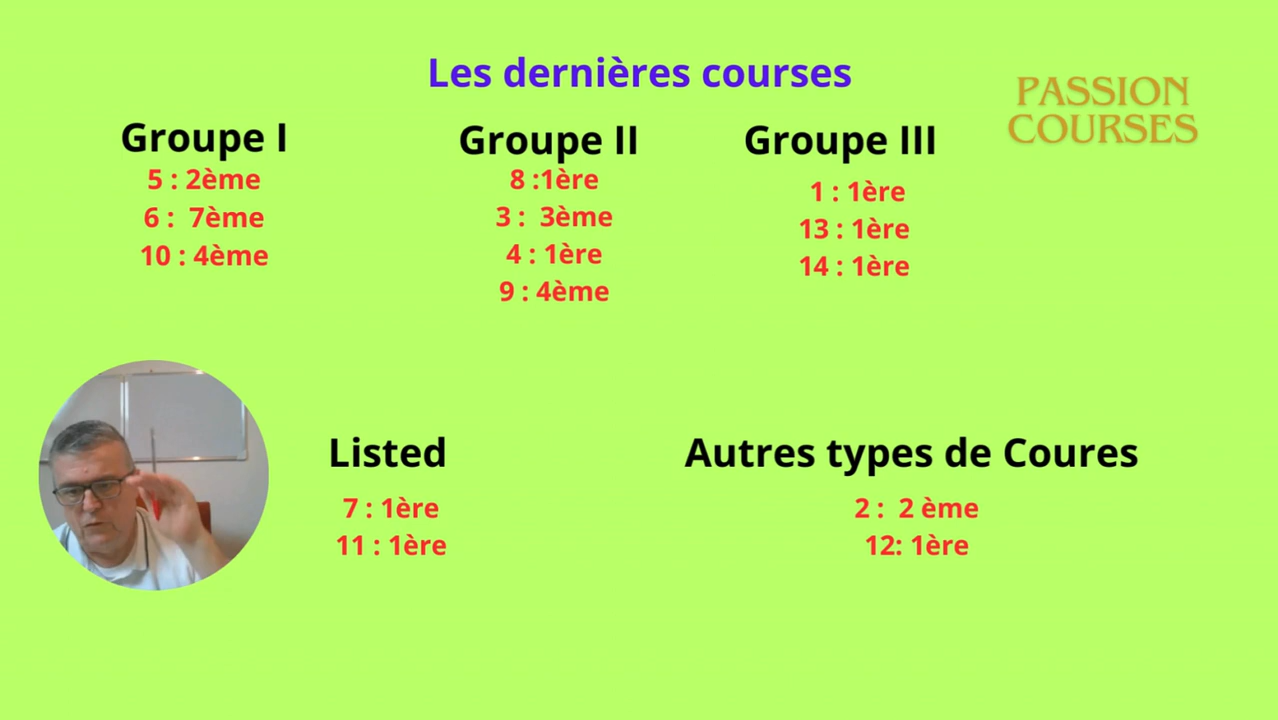 Les dernières courses
PASSION
COURSES
Groupe I
5 : 2ème
6 :  7ème
10 : 4ème
Groupe II
8 :1ère
3 :  3ème
4 : 1ère
9 : 4ème
Groupe III
1 : 1ère
13 : 1ère
14 : 1ère
Listed
7 : 1ère
11 : 1ère
Autres types de Coures
2 :  2 ème
12: 1ère